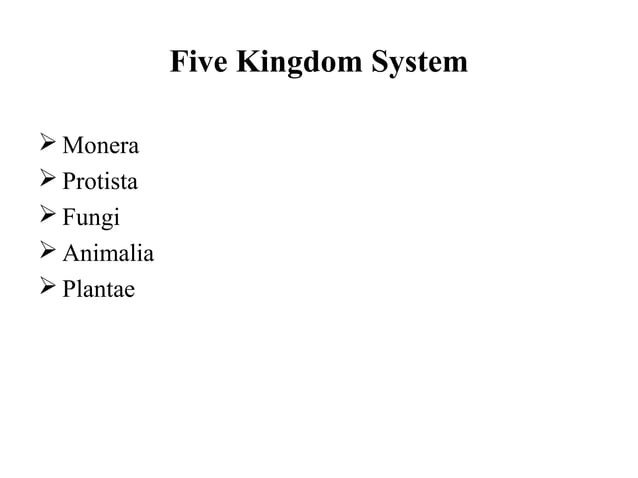 Five Kingdom System
➢ Monera
➢ Protista
➢ Fungi
➢ Animalia
➢ Plantae